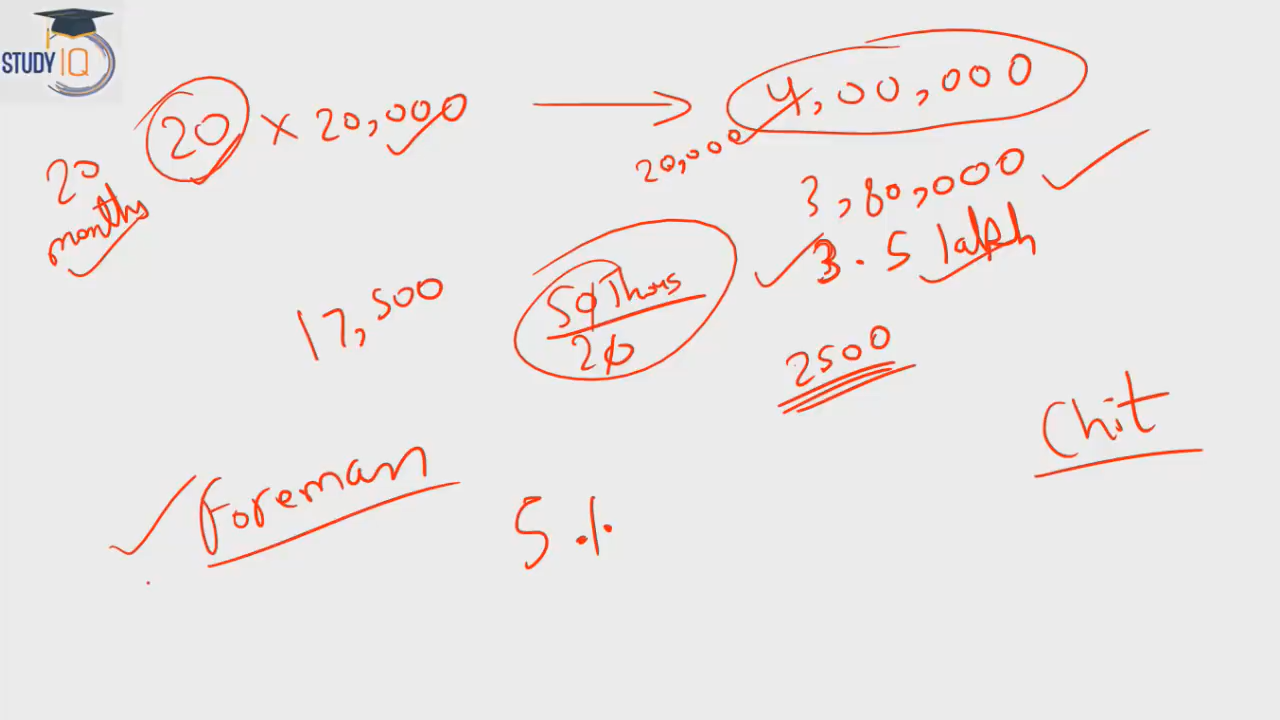 STUDY IQ
20 × 20,000 → 4,00,000
20 months
20,000
3,80,000
3.5 lakh
17,500
50 Thous
20
2500
Chit
Foreman
5 %